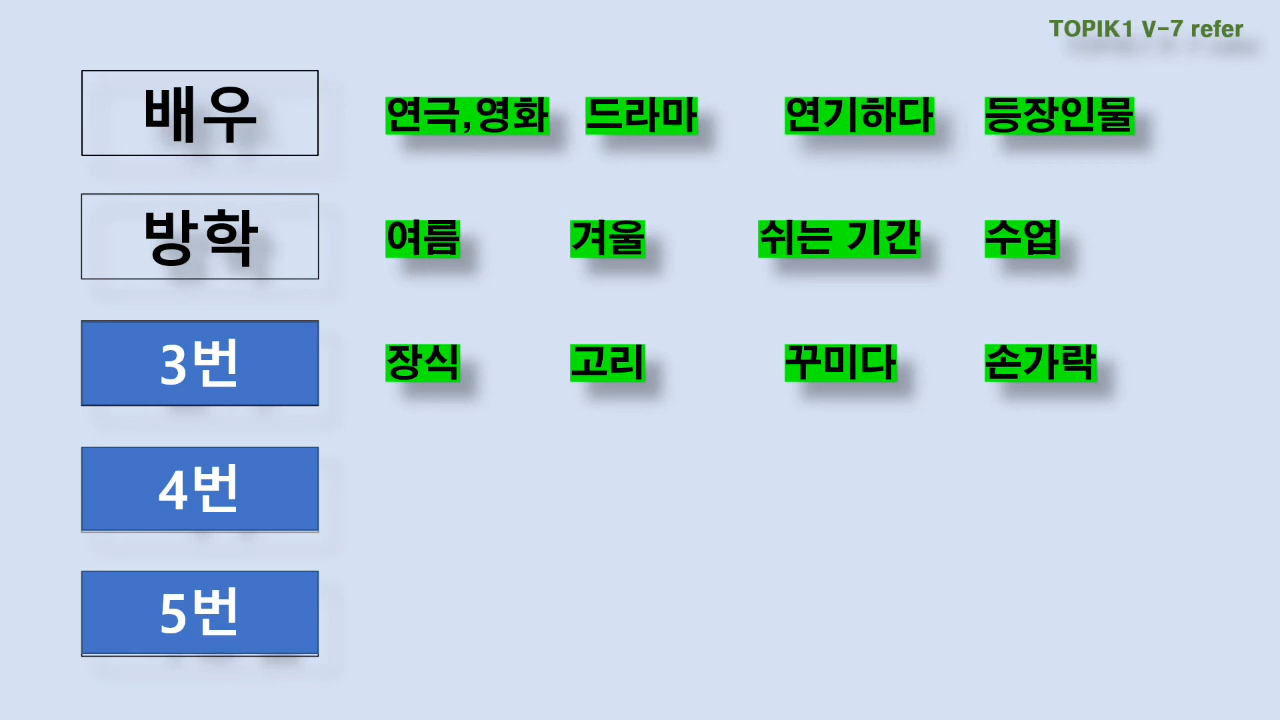 TOPIK1 V-7 refer
배우 연극,영화 드라마 연기하다 등장인물
방학 여름 겨울 쉬는 기간 수업
3번 장식 고리 꾸미다 손가락
4번
5번